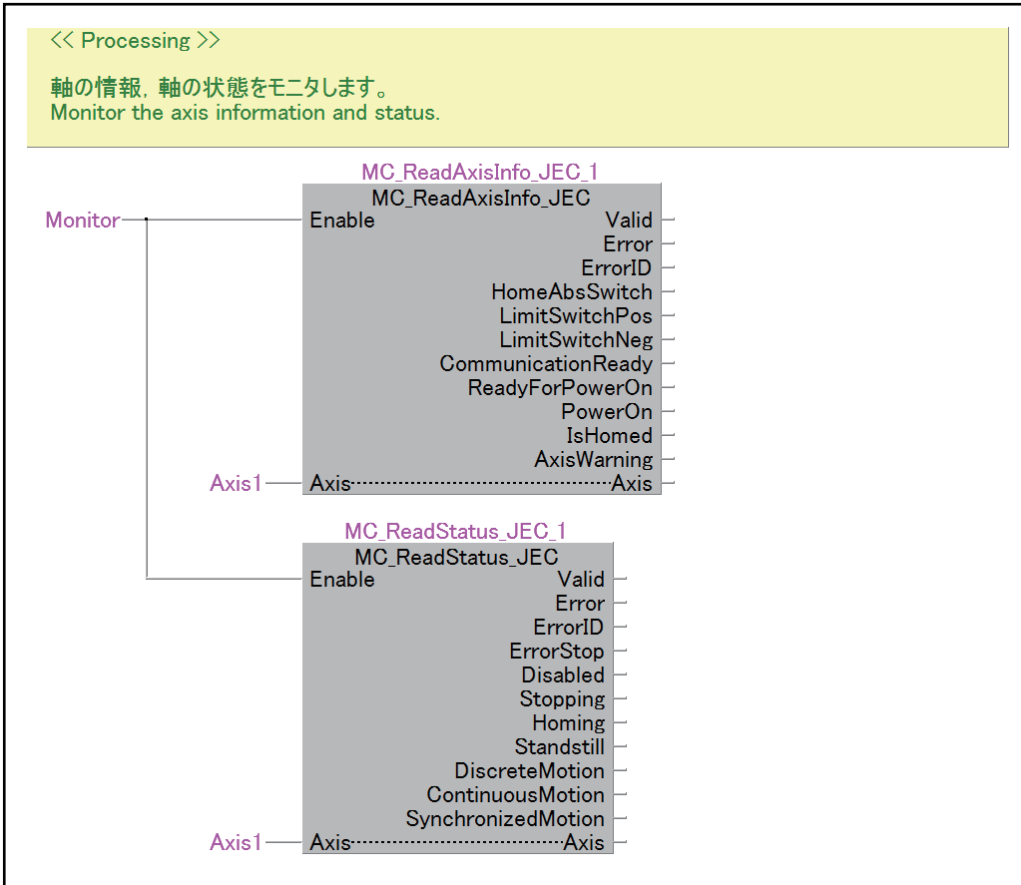 << Processing >>
軸の情報，軸の状態をモニタします。
Monitor the axis information and status.
MC_ReadAxisInfo_JEC_1
MC_ReadAxisInfo_JEC
Monitor Enable Valid
Error
ErrorID
HomeAbsSwitch
LimitSwitchPos
LimitSwitchNeg
CommunicationReady
ReadyForPowerOn
PowerOn
IsHomed
AxisWarning
Axis1 Axis Axis
MC_ReadStatus_JEC_1
MC_ReadStatus_JEC
Enable Valid
Error
ErrorID
ErrorStop
Disabled
Stopping
Homing
Standstill
DiscreteMotion
ContinuousMotion
SynchronizedMotion
Axis1 Axis Axis